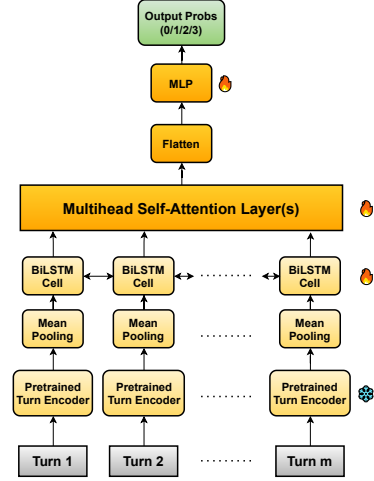 Output Probs
(0/1/2/3)
MLP
Flatten
Multihead Self-Attention Layer(s)
BiLSTM
Cell
BiLSTM
Cell
BiLSTM
Cell
Mean
Pooling
Mean
Pooling
Mean
Pooling
Pretrained
Turn Encoder
Pretrained
Turn Encoder
Pretrained
Turn Encoder
Turn 1
Turn 2
Turn m